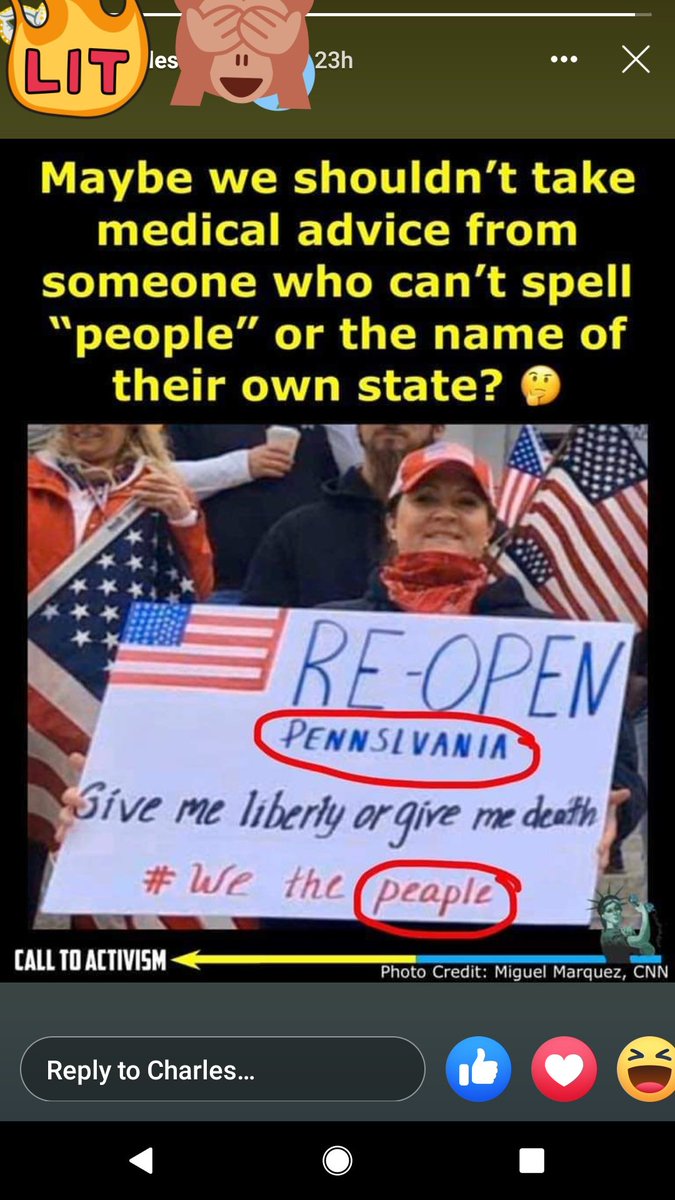 LIT
les
23h
Maybe we shouldn't take
medical advice from
someone who can't spell
"people" or the name of
their own state? 🤔
RE-OPEN
PENNSLVANIA
Give me liberty or give me death
# We the peaple
CALL TO ACTIVISM
Photo Credit: Miguel Marquez, CNN
Reply to Charles...